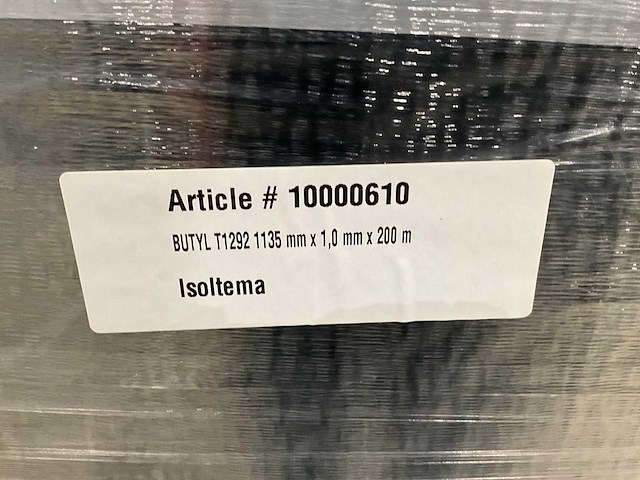 Article # 10000610
BUTYL T1292 1135 mm x 1,0 mm x 200 m
Isoltema